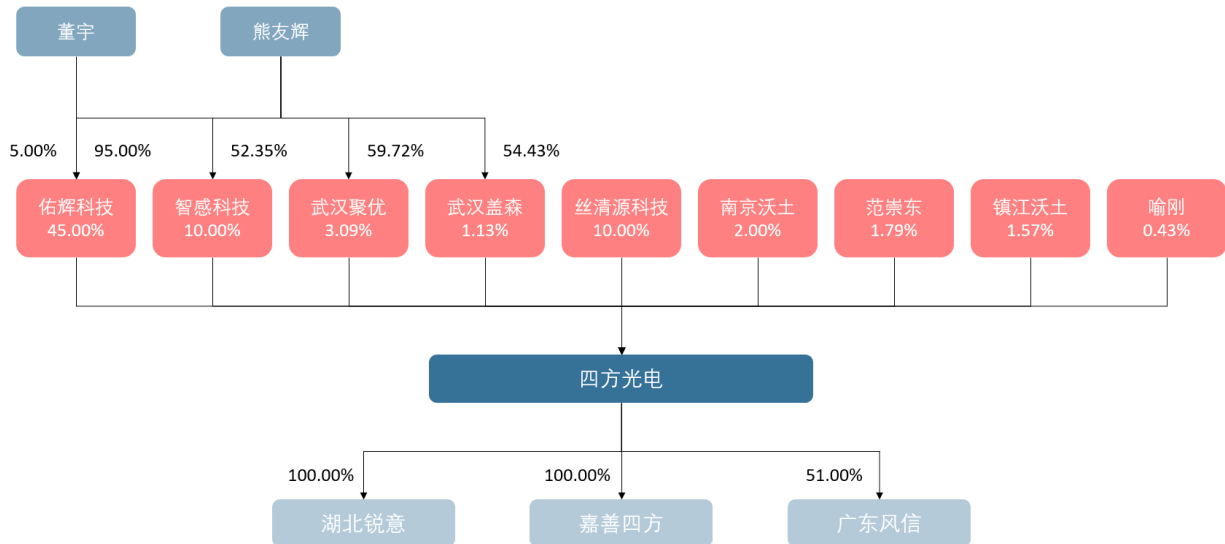 董宇
熊友辉
5.00%
95.00%
52.35%
59.72%
54.43%
佑辉科技
45.00%
智感科技
10.00%
武汉聚优
3.09%
武汉盖森
1.13%
丝清源科技
10.00%
南京沃土
2.00%
范崇东
1.79%
镇江沃土
1.57%
喻刚
0.43%
四方光电
100.00%
100.00%
51.00%
湖北锐意
嘉善四方
广东风信